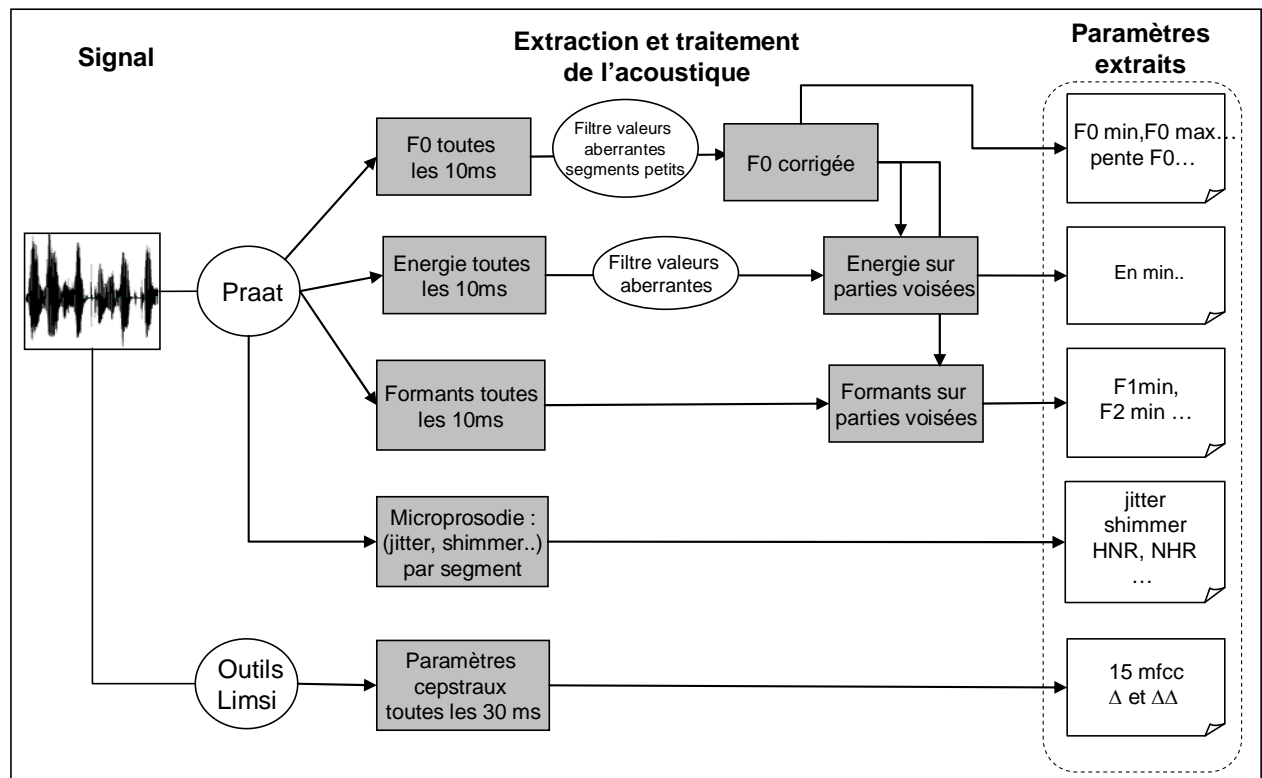 Signal
Extraction et traitement
de l’acoustique
Paramètres
extraits
F0 toutes
les 10ms
Filtre valeurs
aberrantes
segments petits
F0 corrigée
F0 min,F0 max…
pente F0…
Praat
Energie toutes
les 10ms
Filtre valeurs
aberrantes
Energie sur
parties voisées
En min..
Formants toutes
les 10ms
Formants sur
parties voisées
F1min,
F2 min …
Microprosodie :
(jitter, shimmer..)
par segment
jitter
shimmer
HNR, NHR
…
Outils
Limsi
Paramètres
cepstraux
toutes les 30 ms
15 mfcc
Δ et ΔΔ